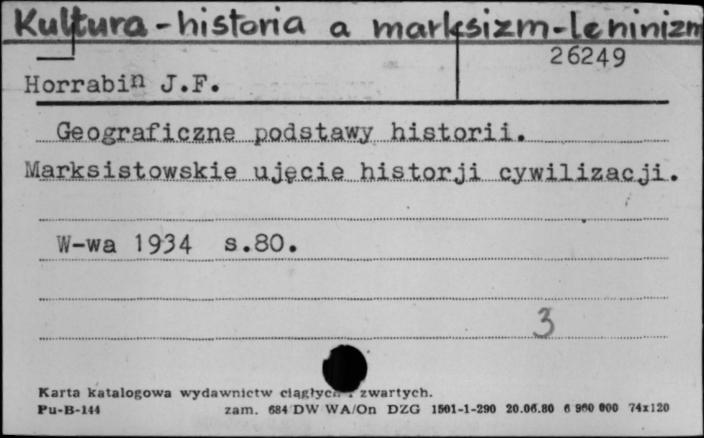 Kultura-historia a marksizm-leninizm
26249
Horrabin J.F.
Geograficzne podstawy historii.
Marksistowskie ujęcie historji cywilizacji.
W-wa 1934 s.80.
3
Karta katalogowa wydawnictw ciągłych i zwartych.
Pu-B-144 zam. 684 DW WA/On DZG 1501-1-290 20.06.80 6 960 000 74x120